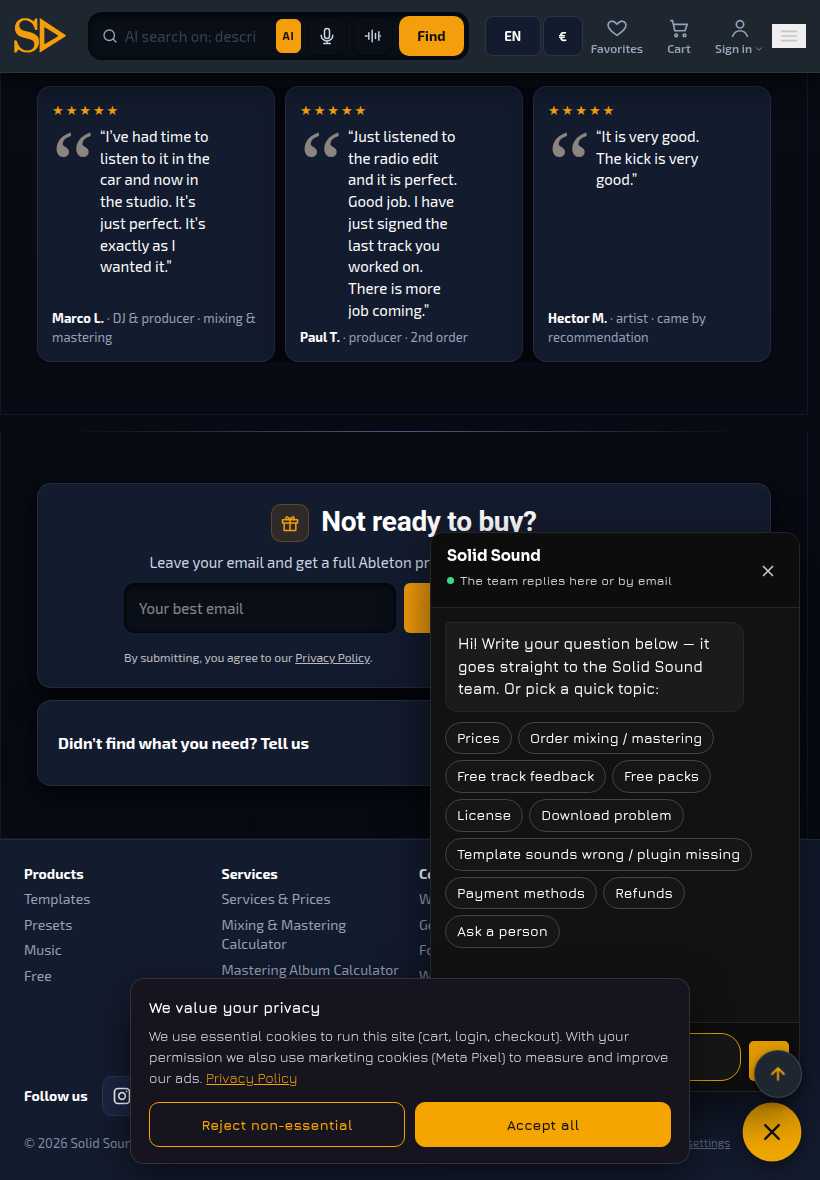 SD
AI search on: descri
AI
Find
EN
€
Favorites
Cart
Sign in
★★★★★
“I’ve had time to
listen to it in the
car and now in
the studio. It’s
just perfect. It’s
exactly as I
wanted it.”
Marco L. · DJ & producer · mixing &
mastering
★★★★★
“Just listened to
the radio edit
and it is perfect.
Good job. I have
just signed the
last track you
worked on.
There is more
job coming.”
Paul T. · producer · 2nd order
★★★★★
“It is very good.
The kick is very
good.”
Hector M. · artist · came by
recommendation
Not ready to buy?
Leave your email and get a full Ableton pr
Your best email
By submitting, you agree to our Privacy Policy.
Didn’t find what you need? Tell us
Solid Sound
The team replies here or by email
Hi! Write your question below — it
goes straight to the Solid Sound
team. Or pick a quick topic:
Prices
Order mixing / mastering
Free track feedback
Free packs
License
Download problem
Template sounds wrong / plugin missing
Payment methods
Refunds
Ask a person
Products
Templates
Presets
Music
Free
Services
Services & Prices
Mixing & Mastering
Calculator
Mastering Album Calculator
We value your privacy
We use essential cookies to run this site (cart, login, checkout). With your
permission we also use marketing cookies (Meta Pixel) to measure and improve
our ads. Privacy Policy
Reject non-essential
Accept all
Follow us
© 2026 Solid Soun
settings